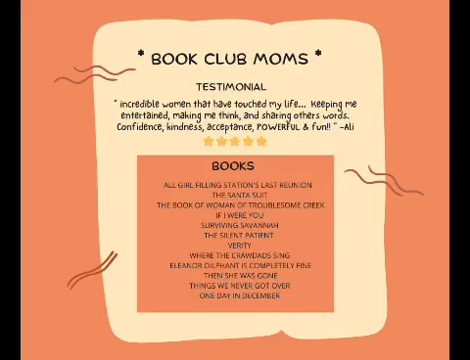 * BOOK CLUB MOMS *
TESTIMONIAL
" incredible women that have touched my life... Keeping me
entertained, making me think, and sharing others words.
Confidence, kindness, acceptance, POWERFUL & fun!! " -Ali
BOOKS
ALL GIRL FILLING STATION'S LAST REUNION
THE SANTA SUIT
THE BOOK OF WOMAN OF TROUBLESOME CREEK
IF I WERE YOU
SURVIVING SAVANNAH
THE SILENT PATIENT
VERITY
WHERE THE CRAWDADS SING
ELEANOR OILPHANT IS COMPLETELY FINE
THEN SHE WAS GONE
THINGS WE NEVER GOT OVER
ONE DAY IN DECEMBER